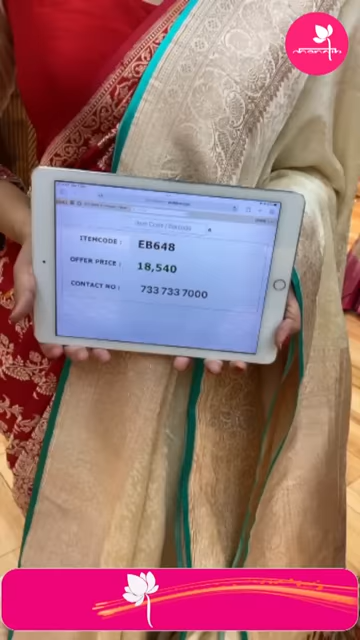 ITEMCODE : EB648
OFFER PRICE : 18,540
CONTACT NO : 733 733 7000